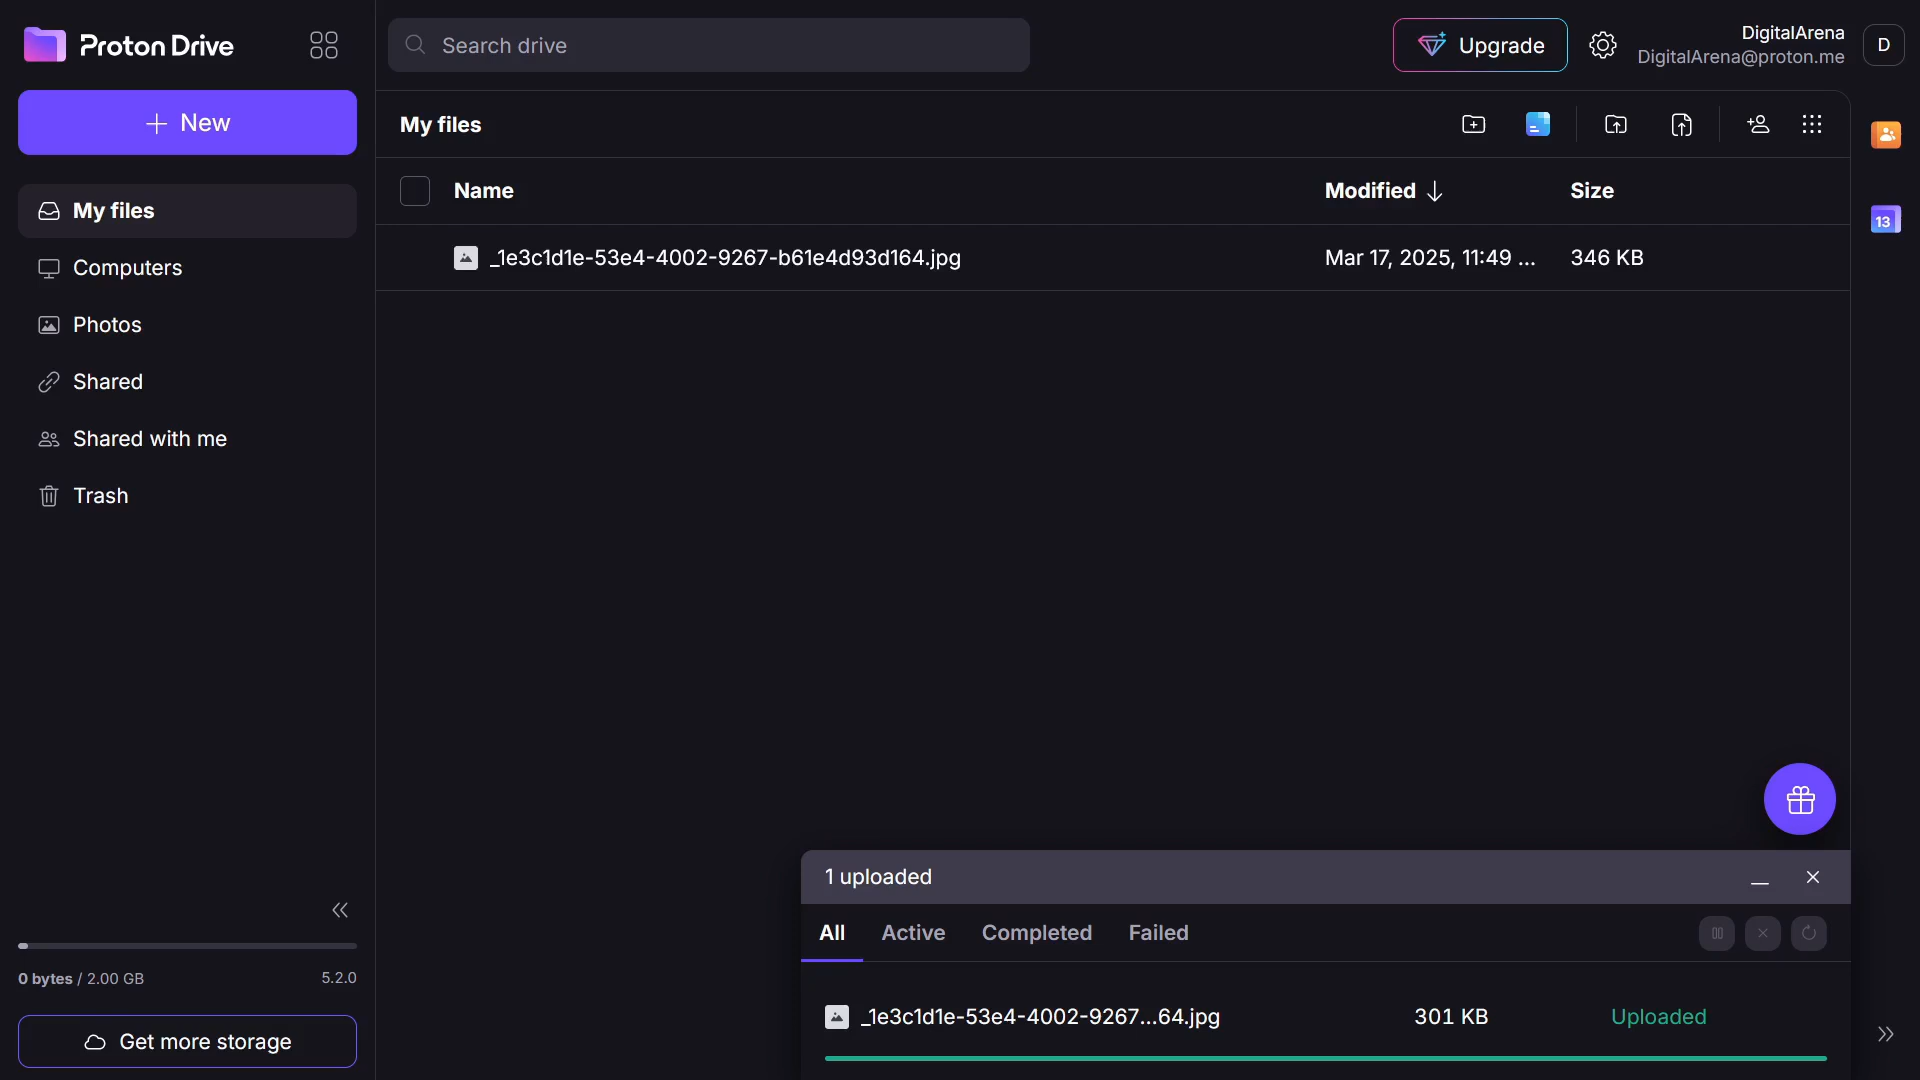 Proton Drive
Search drive
Upgrade
DigitalArena
DigitalArena@proton.me
D
New
My files
Computers
Photos
Shared
Shared with me
Trash
0 bytes / 2.00 GB
5.2.0
Get more storage
My files
Name
Modified
Size
_1e3c1d1e-53e4-4002-9267-b61e4d93d164.jpg
Mar 17, 2025, 11:49 ...
346 KB
13
1 uploaded
All
Active
Completed
Failed
_1e3c1d1e-53e4-4002-9267...64.jpg
301 KB
Uploaded